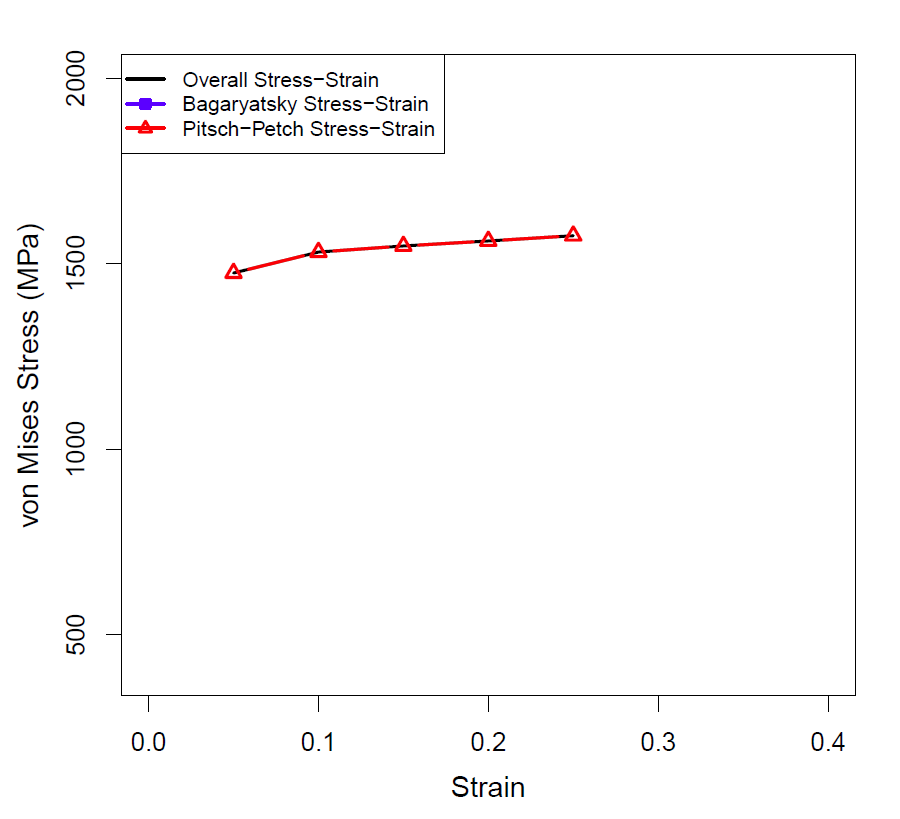 Overall Stress−Strain
Bagaryatsky Stress−Strain
Pitsch−Petch Stress−Strain
2000
1500
1000
500
von Mises Stress (MPa)
0.0 0.1 0.2 0.3 0.4
Strain